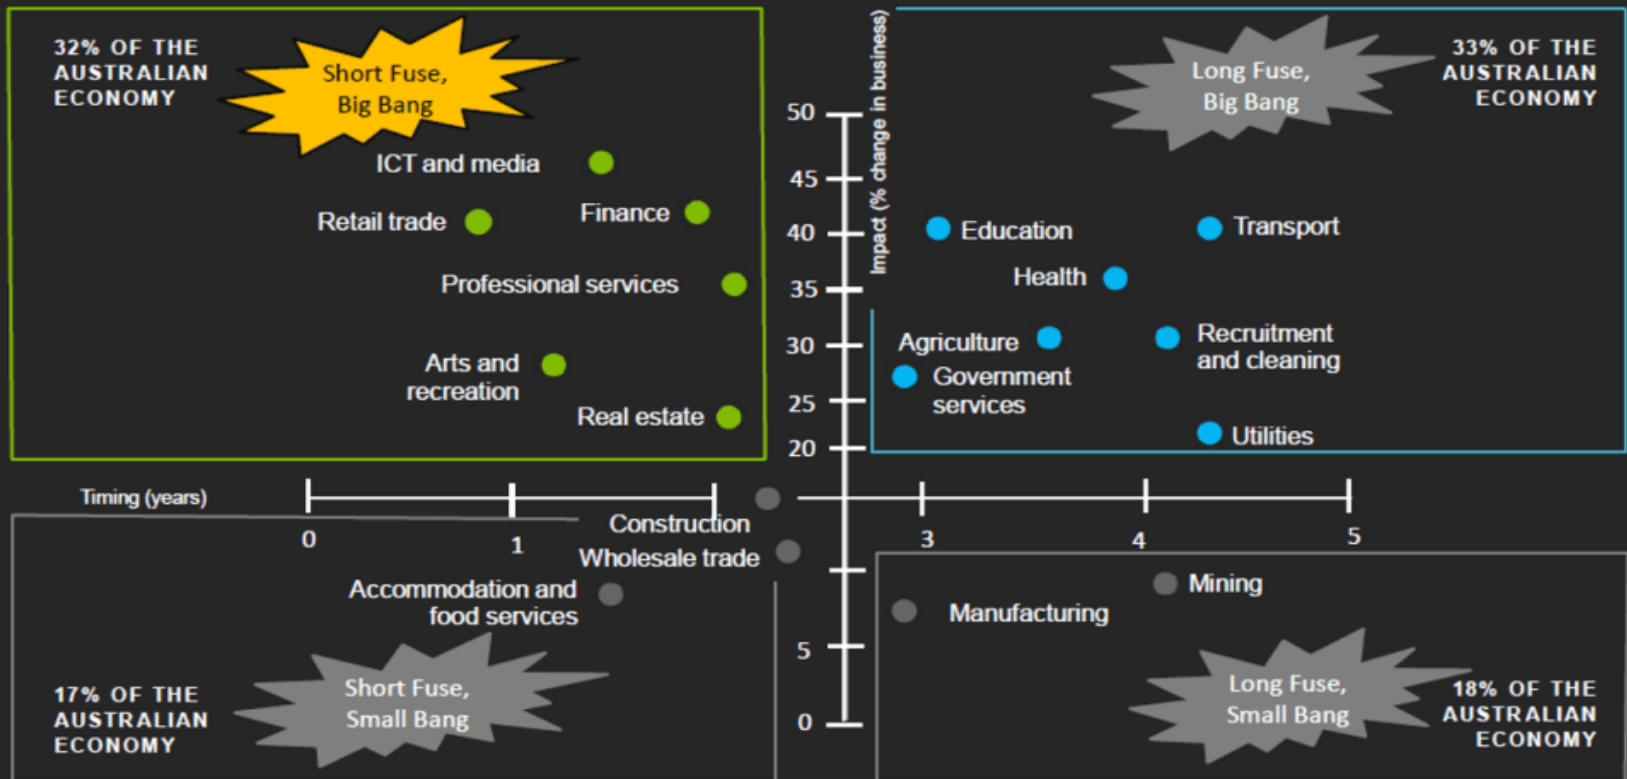 32% OF THE
AUSTRALIAN
ECONOMY
Short Fuse,
Big Bang
ICT and media
Retail trade
Finance
Professional services
Arts and
recreation
Real estate
Impact (% change in business)
50
45
40
35
30
25
20
5
0
Long Fuse,
Big Bang
33% OF THE
AUSTRALIAN
ECONOMY
Education
Transport
Health
Agriculture
Recruitment
and cleaning
Government
services
Utilities
Timing (years)
0
1
3
4
5
Construction
Wholesale trade
Accommodation and
food services
Short Fuse,
Small Bang
17% OF THE
AUSTRALIAN
ECONOMY
Mining
Manufacturing
Long Fuse,
Small Bang
18% OF THE
AUSTRALIAN
ECONOMY